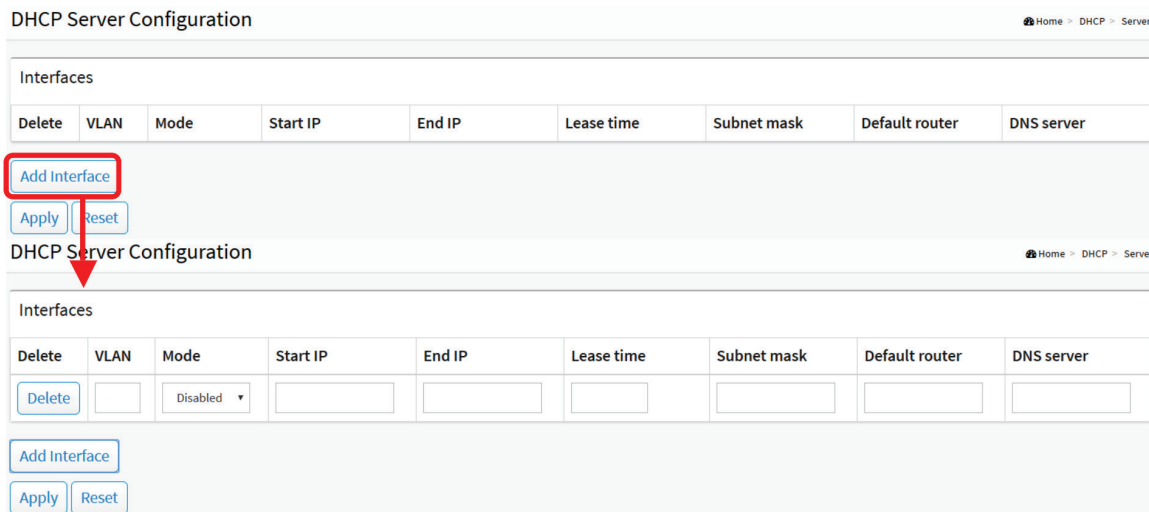 DHCP Server Configuration
Home > DHCP > Server
Interfaces
Delete VLAN Mode Start IP End IP Lease time Subnet mask Default router DNS server
Add Interface
Apply Reset
DHCP Server Configuration
Home > DHCP > Serve
Interfaces
Delete VLAN Mode Start IP End IP Lease time Subnet mask Default router DNS server
Delete Disabled
Add Interface
Apply Reset